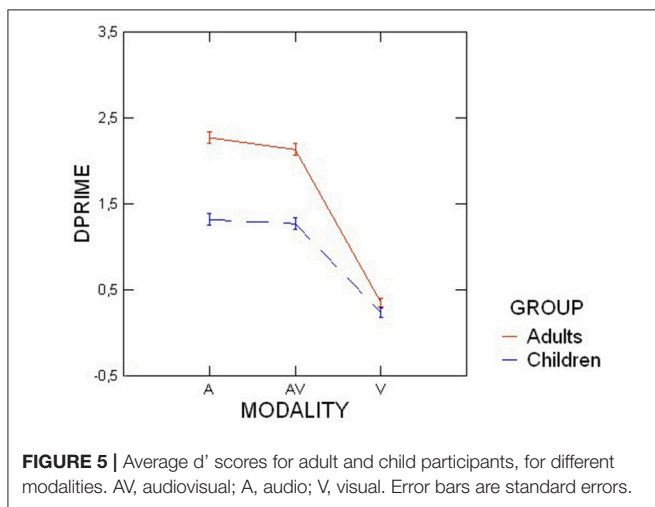 3,5
2,5
1,5
0,5
-0,5
DPRIME
A AV V
MODALITY
GROUP
Adults
Children
FIGURE 5 | Average d’ scores for adult and child participants, for different
modalities. AV, audiovisual; A, audio; V, visual. Error bars are standard errors.